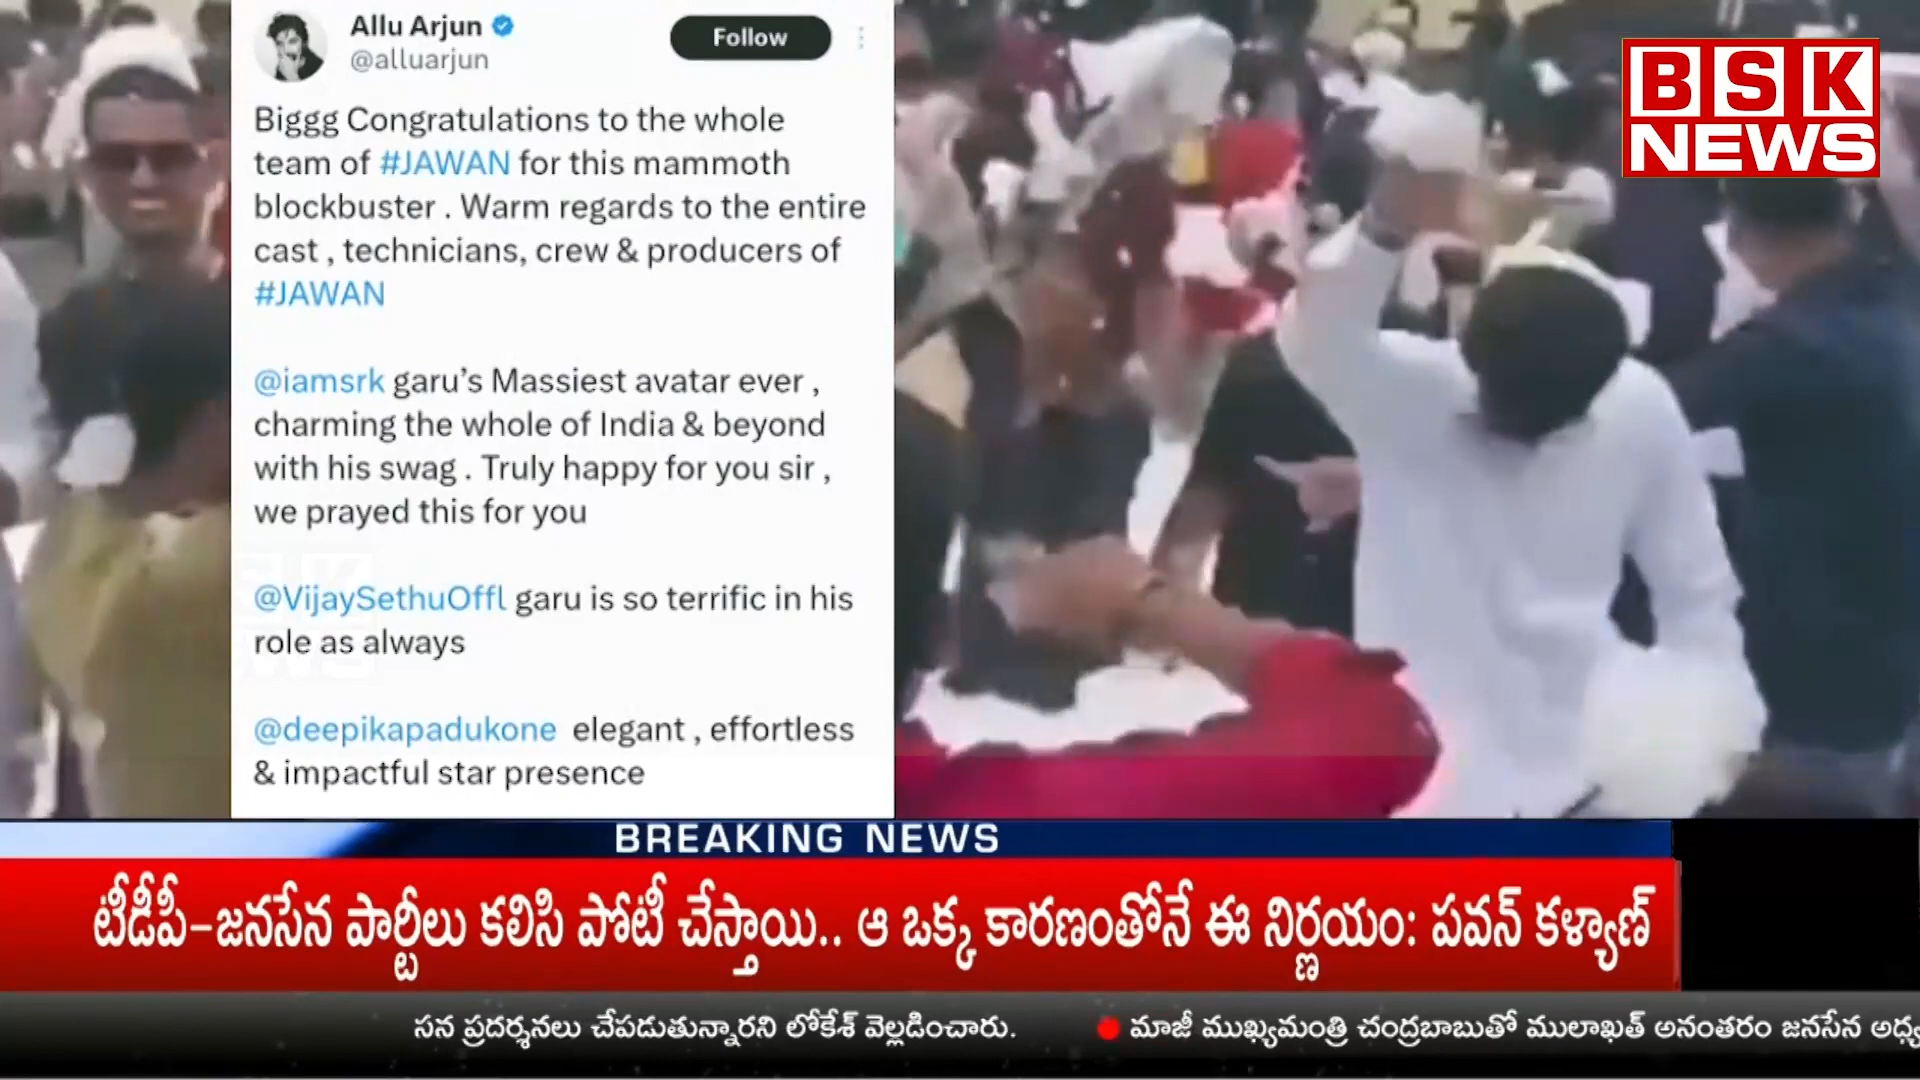 Allu Arjun
@alluarjun
Follow
Biggg Congratulations to the whole
team of #JAWAN for this mammoth
blockbuster . Warm regards to the entire
cast , technicians, crew & producers of
#JAWAN
@iamsrk garu’s Massiest avatar ever ,
charming the whole of India & beyond
with his swag . Truly happy for you sir ,
we prayed this for you
@VijaySethuOffl garu is so terrific in his
role as always
@deepikapadukone elegant , effortless
& impactful star presence
BSK
NEWS
BREAKING NEWS
టీడీపీ-జనసేన పార్టీలు కలిసి పోటీ చేస్తాయి.. ఆ ఒక్క కారణంతోనే ఈ నిర్ణయం: పవన్ కళ్యాణ్
సన ప్రదర్శనలు చేపడుతున్నారని లోకేశ్ వెల్లడించారు. మాజీ ముఖ్యమంత్రి చంద్రబాబుతో ములాఖత్ అనంతరం జనసేన అధ్య